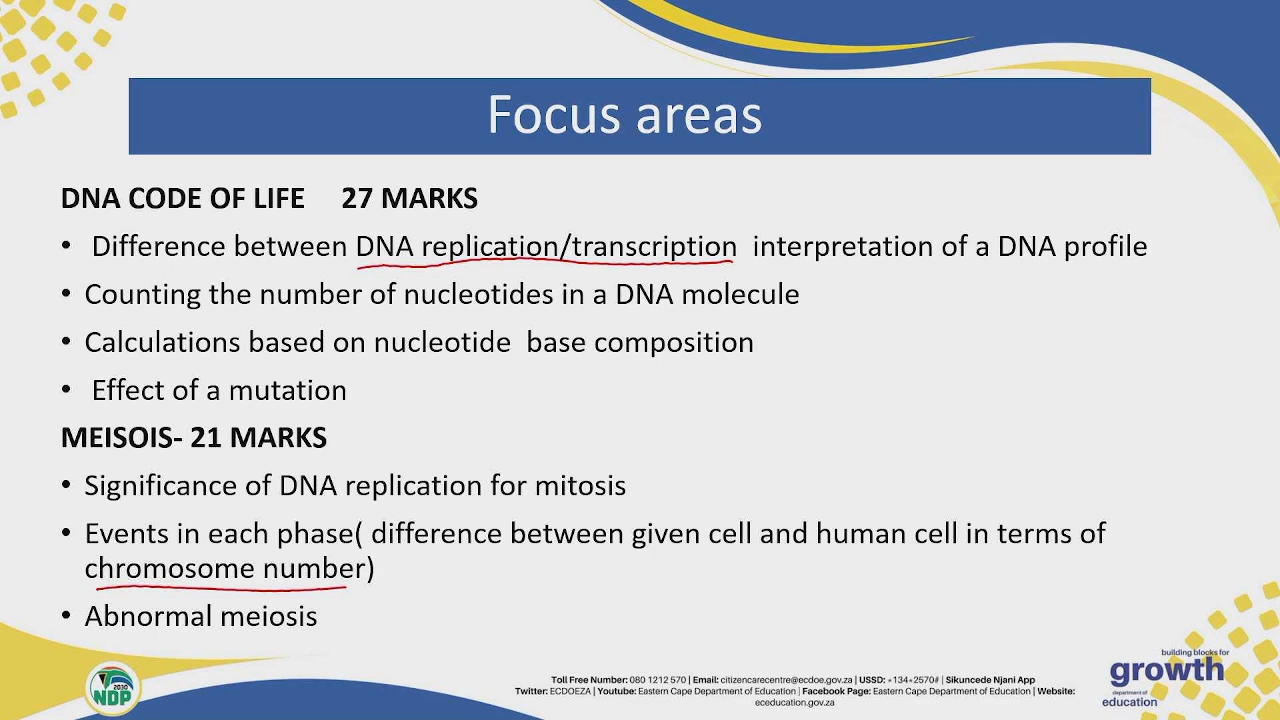 Focus areas
DNA CODE OF LIFE 27 MARKS
• Difference between DNA replication/transcription interpretation of a DNA profile
• Counting the number of nucleotides in a DNA molecule
• Calculations based on nucleotide base composition
• Effect of a mutation
MEISOIS- 21 MARKS
• Significance of DNA replication for mitosis
• Events in each phase( difference between given cell and human cell in terms of
chromosome number)
• Abnormal meiosis
2030
NDP
Toll Free Number: 080 1212 570 | Email: citizencarecentre@ecdoe.gov.za | USSD: *134*2570# | Sikuncede Njani App
Twitter: ECDOEZA | Youtube: Eastern Cape Department of Education | Facebook Page: Eastern Cape Department of Education | Website:
eceducation.gov.za
building blocks for
growth
department of
education